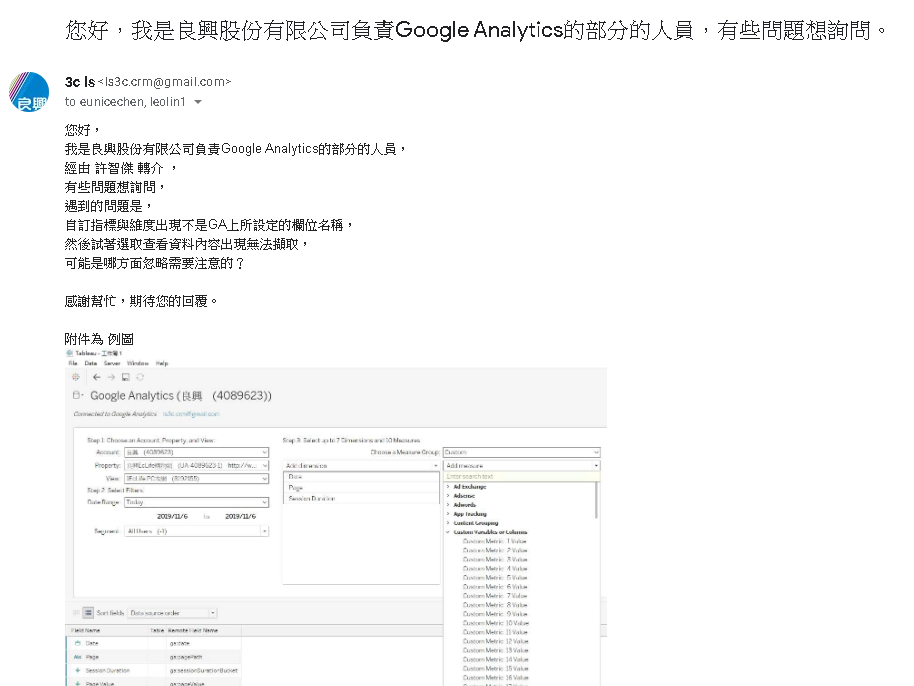 您好，我是良興股份有限公司負責Google Analytics的部分的人員，有些問題想詢問。
良興
3c ls <ls3c.crm@gmail.com>
to eunicechen, leolin1
您好，
我是良興股份有限公司負責Google Analytics的部分的人員，
經由 許智傑 轉介 ，
有些問題想詢問，
遇到的問題是，
自訂指標與維度出現不是GA上所設定的欄位名稱，
然後試著選取查看資料內容出現無法擷取，
可能是哪方面忽略需要注意的？
感謝幫忙，期待您的回覆。
附件為 例圖
Tableau - 工作簿1
File Data Server Window Help
Google Analytics (良興 (4089623))
Connected to Google Analytics ls3c.crm@gmail.com
Step 1: Choose an Account, Property, and View:
Account: 良興 (4089623)
Property: (UA-4089623-1) http://w...
View:
Step 2: Select Filters:
Date Range: Today
2019/11/6 to 2019/11/6
Segment: All Users (-1)
Step 3: Select up to 7 Dimensions and 10 Measures:
Choose a Measure Group: Custom
Add dimension
Date
Page
Session Duration
Add measure
Enter search text
Ad Exchange
Adsense
Adwords
App Tracking
Content Grouping
Custom Variables or Columns
Custom Metric 1 Value
Custom Metric 2 Value
Custom Metric 3 Value
Custom Metric 4 Value
Custom Metric 5 Value
Custom Metric 6 Value
Custom Metric 7 Value
Custom Metric 8 Value
Custom Metric 9 Value
Custom Metric 10 Value
Custom Metric 11 Value
Custom Metric 12 Value
Custom Metric 13 Value
Custom Metric 14 Value
Custom Metric 15 Value
Custom Metric 16 Value
Sort fields Data source order
Field Name Table Remote Field Name
Date ga:date
Abc Page ga:pagePath
Session Duration ga:sessionDurationBucket
Page Value ga:pageValue